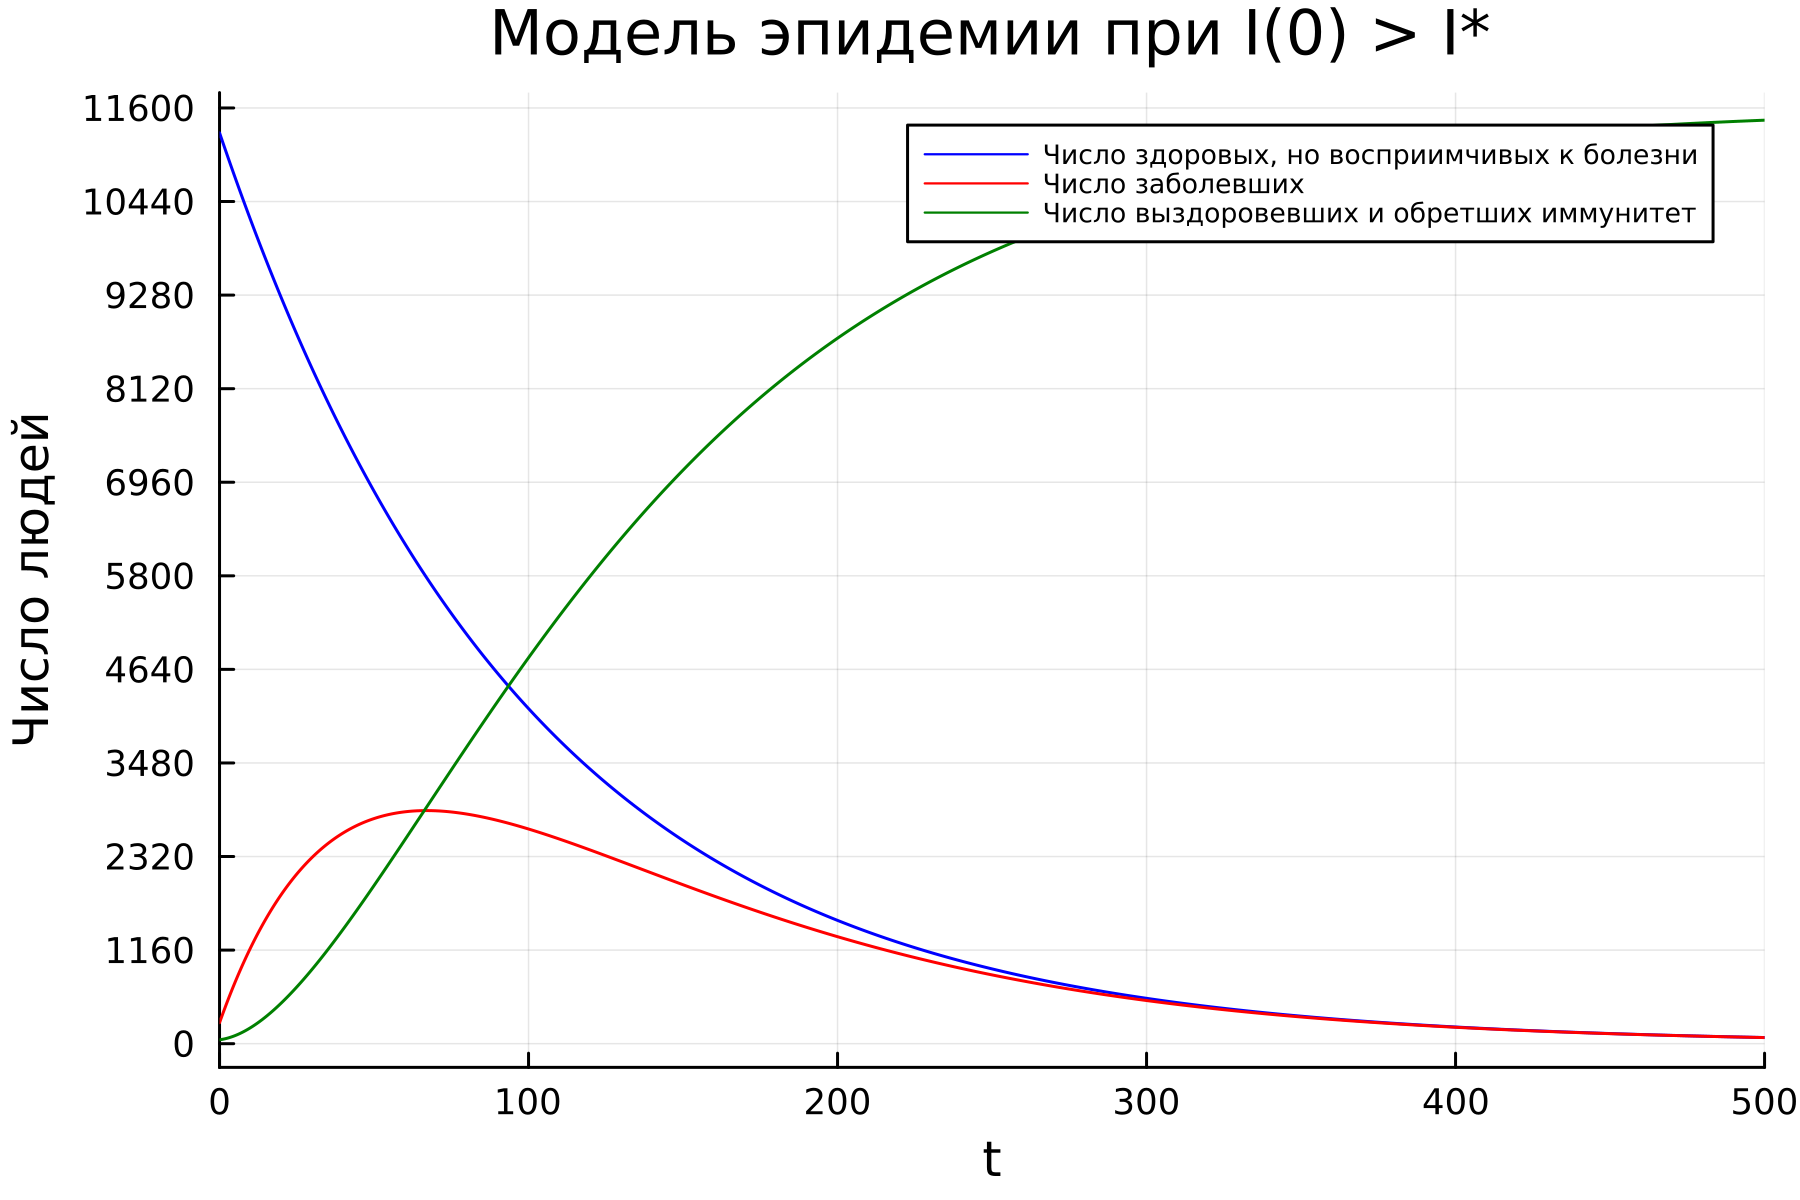 Модель эпидемии при I(0) > I*
11600
10440
9280
8120
6960
5800
4640
3480
2320
1160
0
Число людей
Число здоровых, но восприимчивых к болезни
Число заболевших
Число выздоровевших и обретших иммунитет
0 100 200 300 400 500
t